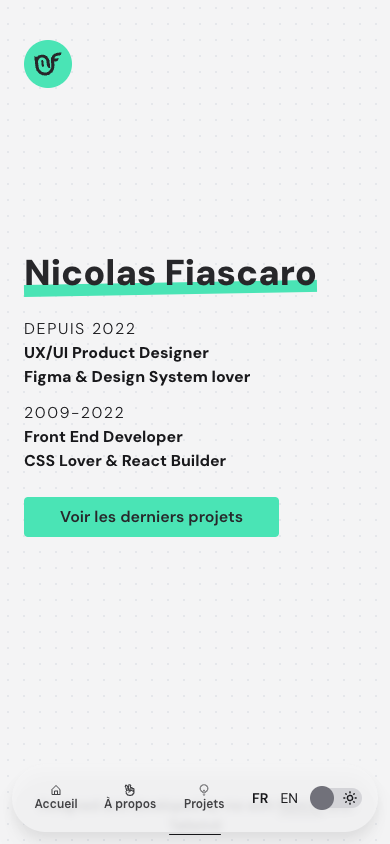 Nicolas Fiascaro
DEPUIS 2022
UX/UI Product Designer
Figma & Design System lover
2009–2022
Front End Developer
CSS Lover & React Builder
Voir les derniers projets
Accueil
À propos
Projets
FR
EN